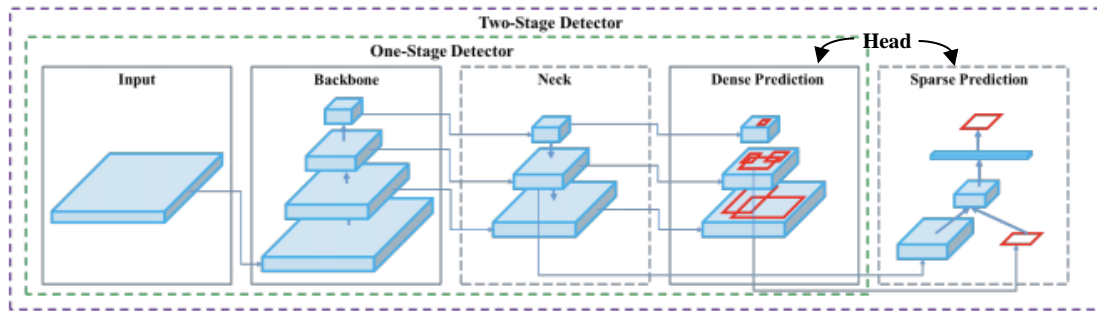 Two-Stage Detector
One-Stage Detector
Head
Input
Backbone
Neck
Dense Prediction
Sparse Prediction